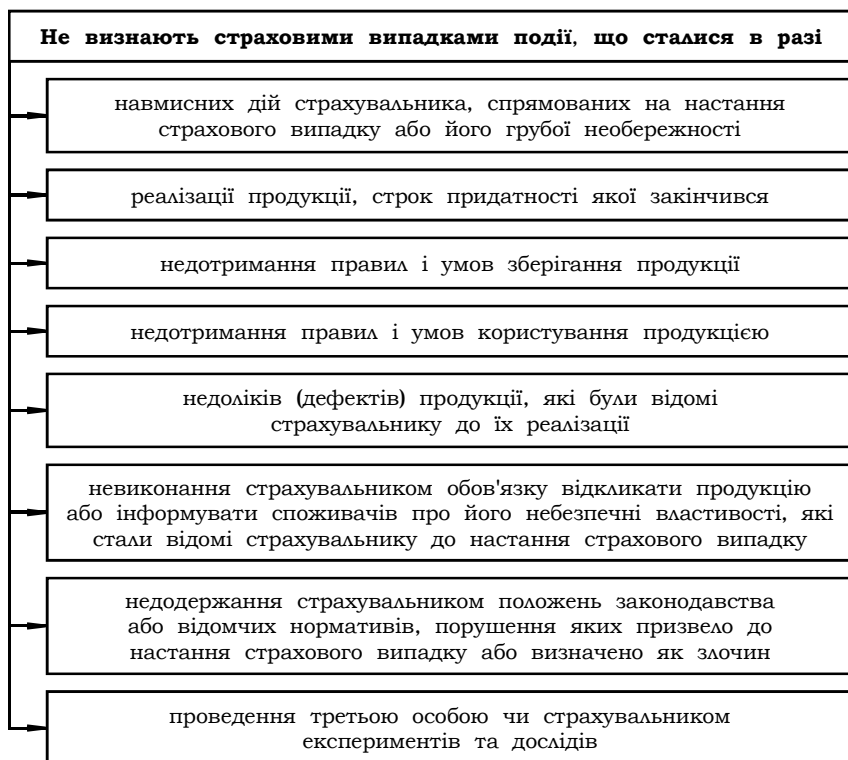 Не визнають страховими випадками події, що сталися в разі
навмисних дій страхувальника, спрямованих на настання
страхового випадку або його грубої необережності
реалізації продукції, строк придатності якої закінчився
недотримання правил і умов зберігання продукції
недотримання правил і умов користування продукцією
недоліків (дефектів) продукції, які були відомі
страхувальнику до їх реалізації
невиконання страхувальником обов'язку відкликати продукцію
або інформувати споживачів про його небезпечні властивості, які
стали відомі страхувальнику до настання страхового випадку
недодержання страхувальником положень законодавства
або відомчих нормативів, порушення яких призвело до
настання страхового випадку або визначено як злочин
проведення третьою особою чи страхувальником
експериментів та дослідів